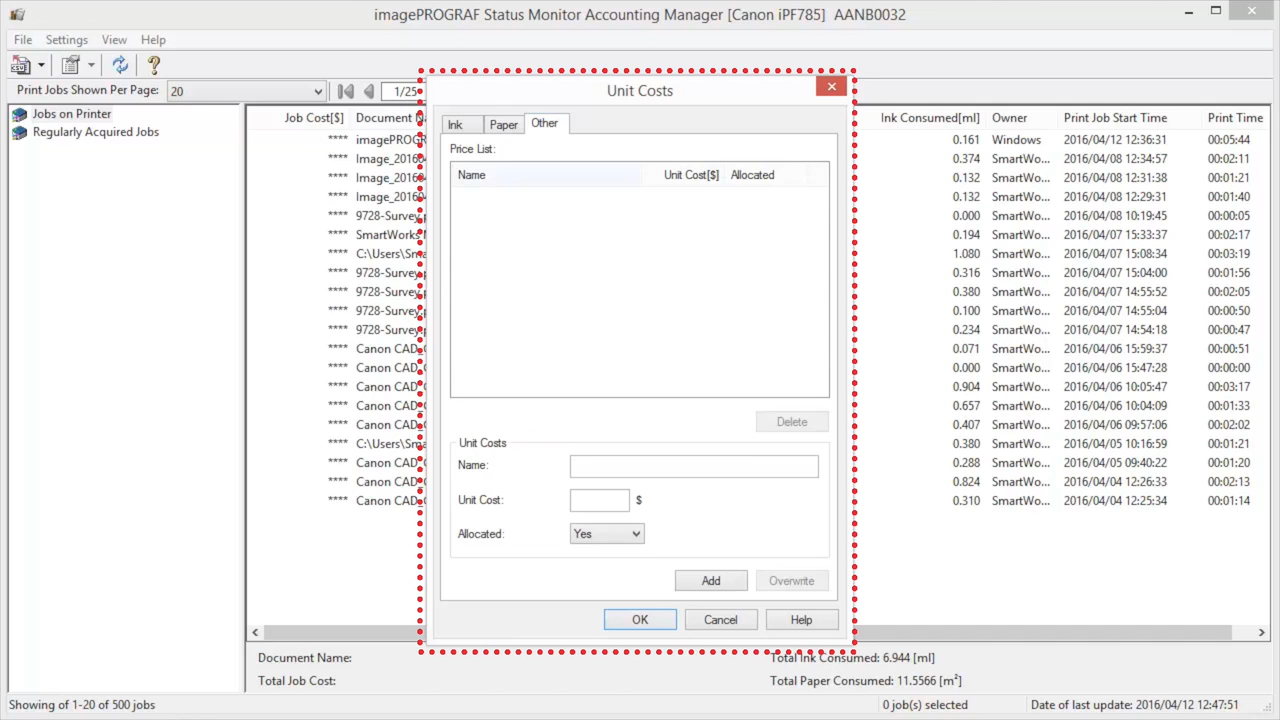 imagePROGRAF Status Monitor Accounting Manager [Canon iPF785] AANB0032
File Settings View Help
CSV
Print Jobs Shown Per Page: 20 1/25
Unit Costs
Jobs on Printer
Regularly Acquired Jobs
Ink Paper Other
Price List:
Name Unit Cost[$] Allocated
Delete
Unit Costs
Name:
Unit Cost: $
Allocated: Yes
Add Overwrite
OK Cancel Help
Job Cost[$] Document N Ink Consumed[ml] Owner Print Job Start Time Print Time
**** imagePROG 0.161 Windows 2016/04/12 12:36:31 00:05:44
**** Image_20160 0.374 SmartWo... 2016/04/08 12:34:57 00:02:11
**** Image_20160 0.132 SmartWo... 2016/04/08 12:31:38 00:01:21
**** Image_20160 0.132 SmartWo... 2016/04/08 12:29:31 00:01:40
**** 9728-Survey.p 0.000 SmartWo... 2016/04/08 10:19:45 00:00:05
**** SmartWorks 0.194 SmartWo... 2016/04/07 15:33:37 00:02:17
**** C:\Users\Sma 1.080 SmartWo... 2016/04/07 15:08:34 00:03:19
**** 9728-Survey.p 0.316 SmartWo... 2016/04/07 15:04:00 00:01:56
**** 9728-Survey.p 0.380 SmartWo... 2016/04/07 14:55:52 00:02:05
**** 9728-Survey.p 0.100 SmartWo... 2016/04/07 14:55:04 00:00:50
**** 9728-Survey.p 0.234 SmartWo... 2016/04/07 14:54:18 00:00:47
**** Canon CAD_ 0.071 SmartWo... 2016/04/06 15:59:37 00:00:51
**** Canon CAD_ 0.000 SmartWo... 2016/04/06 15:47:28 00:00:00
**** Canon CAD_ 0.904 SmartWo... 2016/04/06 10:05:47 00:03:17
**** Canon CAD_ 0.657 SmartWo... 2016/04/06 10:04:09 00:01:33
**** Canon CAD_ 0.407 SmartWo... 2016/04/06 09:57:06 00:02:02
**** C:\Users\Sma 0.380 SmartWo... 2016/04/05 10:16:59 00:01:21
**** Canon CAD_ 0.288 SmartWo... 2016/04/05 09:40:22 00:01:20
**** Canon CAD_ 0.824 SmartWo... 2016/04/04 12:26:33 00:02:13
**** Canon CAD_ 0.310 SmartWo... 2016/04/04 12:25:34 00:01:14
Document Name: Total Ink Consumed: 6.944 [ml]
Total Job Cost: Total Paper Consumed: 11.5566 [m²]
Showing of 1-20 of 500 jobs 0 job(s) selected Date of last update: 2016/04/12 12:47:51